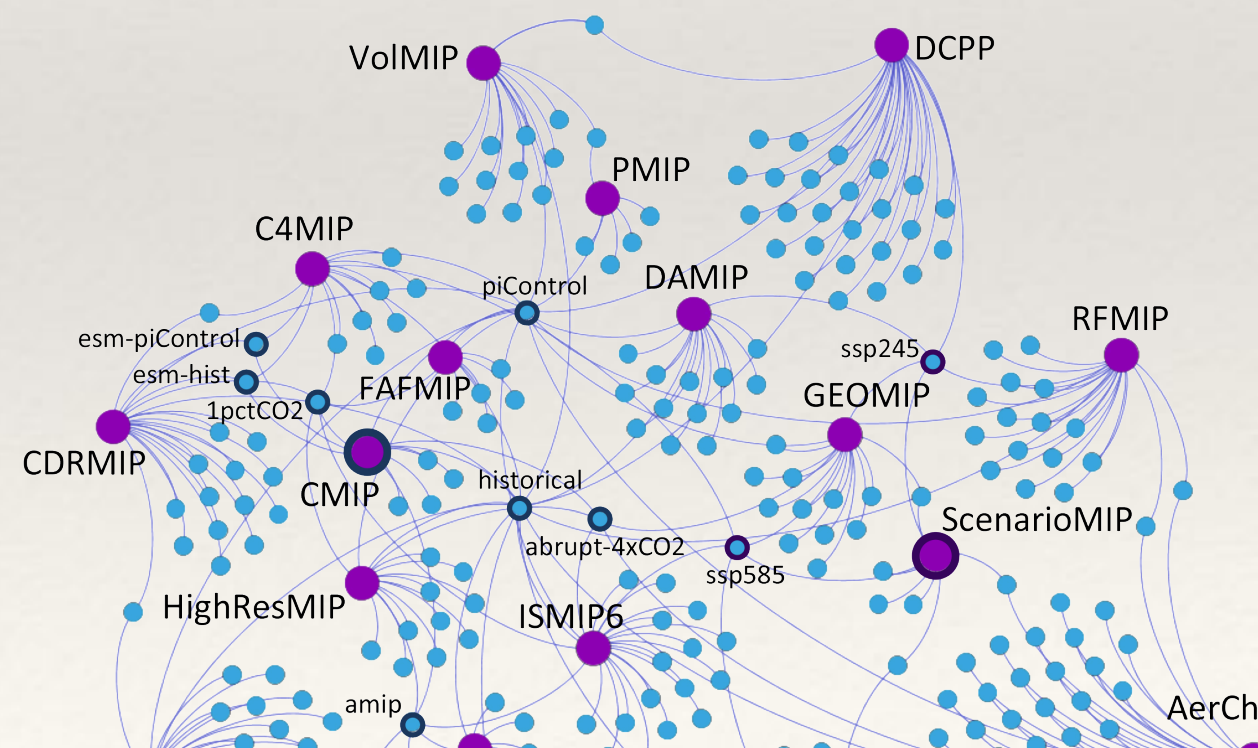 VolMIP
DCPP
PMIP
C4MIP
DAMIP
piControl
RFMIP
esm-piControl
ssp245
esm-hist
FAFMIP
GEOMIP
1pctCO2
CDRMIP
CMIP
historical
ScenarioMIP
abrupt-4xCO2
ssp585
HighResMIP
ISMIP6
amip
AerCh